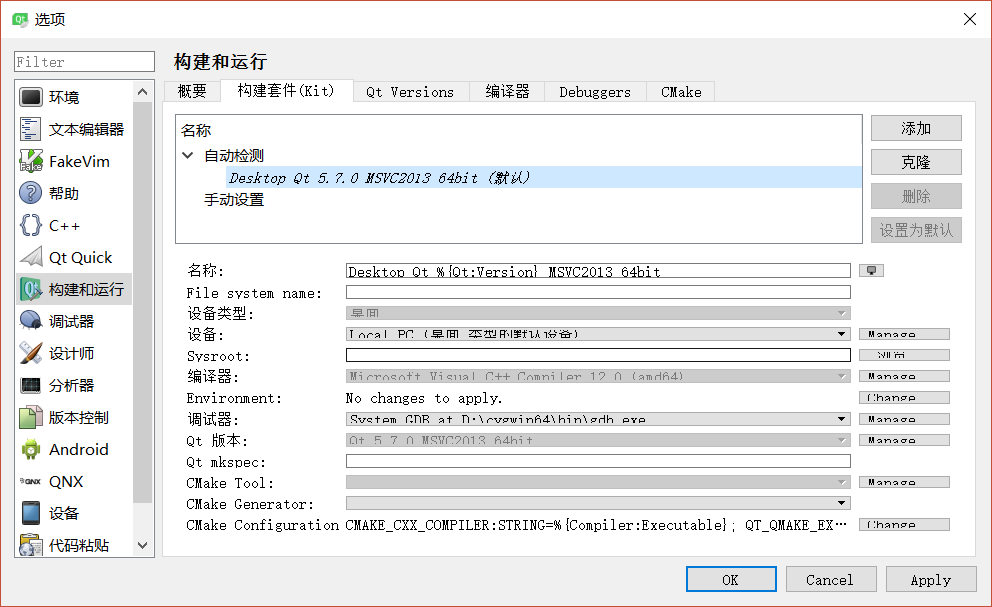 Qt 选项
Filter
构建和运行
环境
文本编辑器
FakeVim
帮助
C++
Qt Quick
构建和运行
调试器
设计师
分析器
版本控制
Android
QNX
设备
代码粘贴
概要 构建套件(Kit) Qt Versions 编译器 Debuggers CMake
名称
自动检测
Desktop Qt 5.7.0 MSVC2013 64bit (默认)
手动设置
添加
克隆
删除
设置为默认
名称: Desktop Qt %{Qt:Version} MSVC2013 64bit
File system name:
设备类型: 桌面
设备: Local PC (桌面 类型的默认设备) Manage...
Sysroot: 浏览...
编译器: Microsoft Visual C++ Compiler 12.0 (amd64) Manage...
Environment: No changes to apply. Change...
调试器: System GDB at D:\cygwin64\bin\gdb.exe Manage...
Qt 版本: Qt 5.7.0 MSVC2013 64bit Manage...
Qt mkspec:
CMake Tool: Manage...
CMake Generator:
CMake Configuration CMAKE_CXX_COMPILER:STRING=%{Compiler:Executable}; QT_QMAKE_EX… Change...
OK Cancel Apply